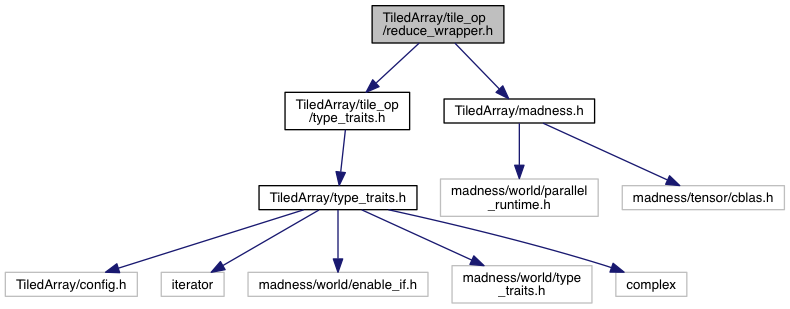 TiledArray/tile_op
/reduce_wrapper.h
TiledArray/tile_op
/type_traits.h
TiledArray/madness.h
TiledArray/type_traits.h
madness/world/parallel
_runtime.h
madness/tensor/cblas.h
TiledArray/config.h
iterator
madness/world/enable_if.h
madness/world/type
_traits.h
complex